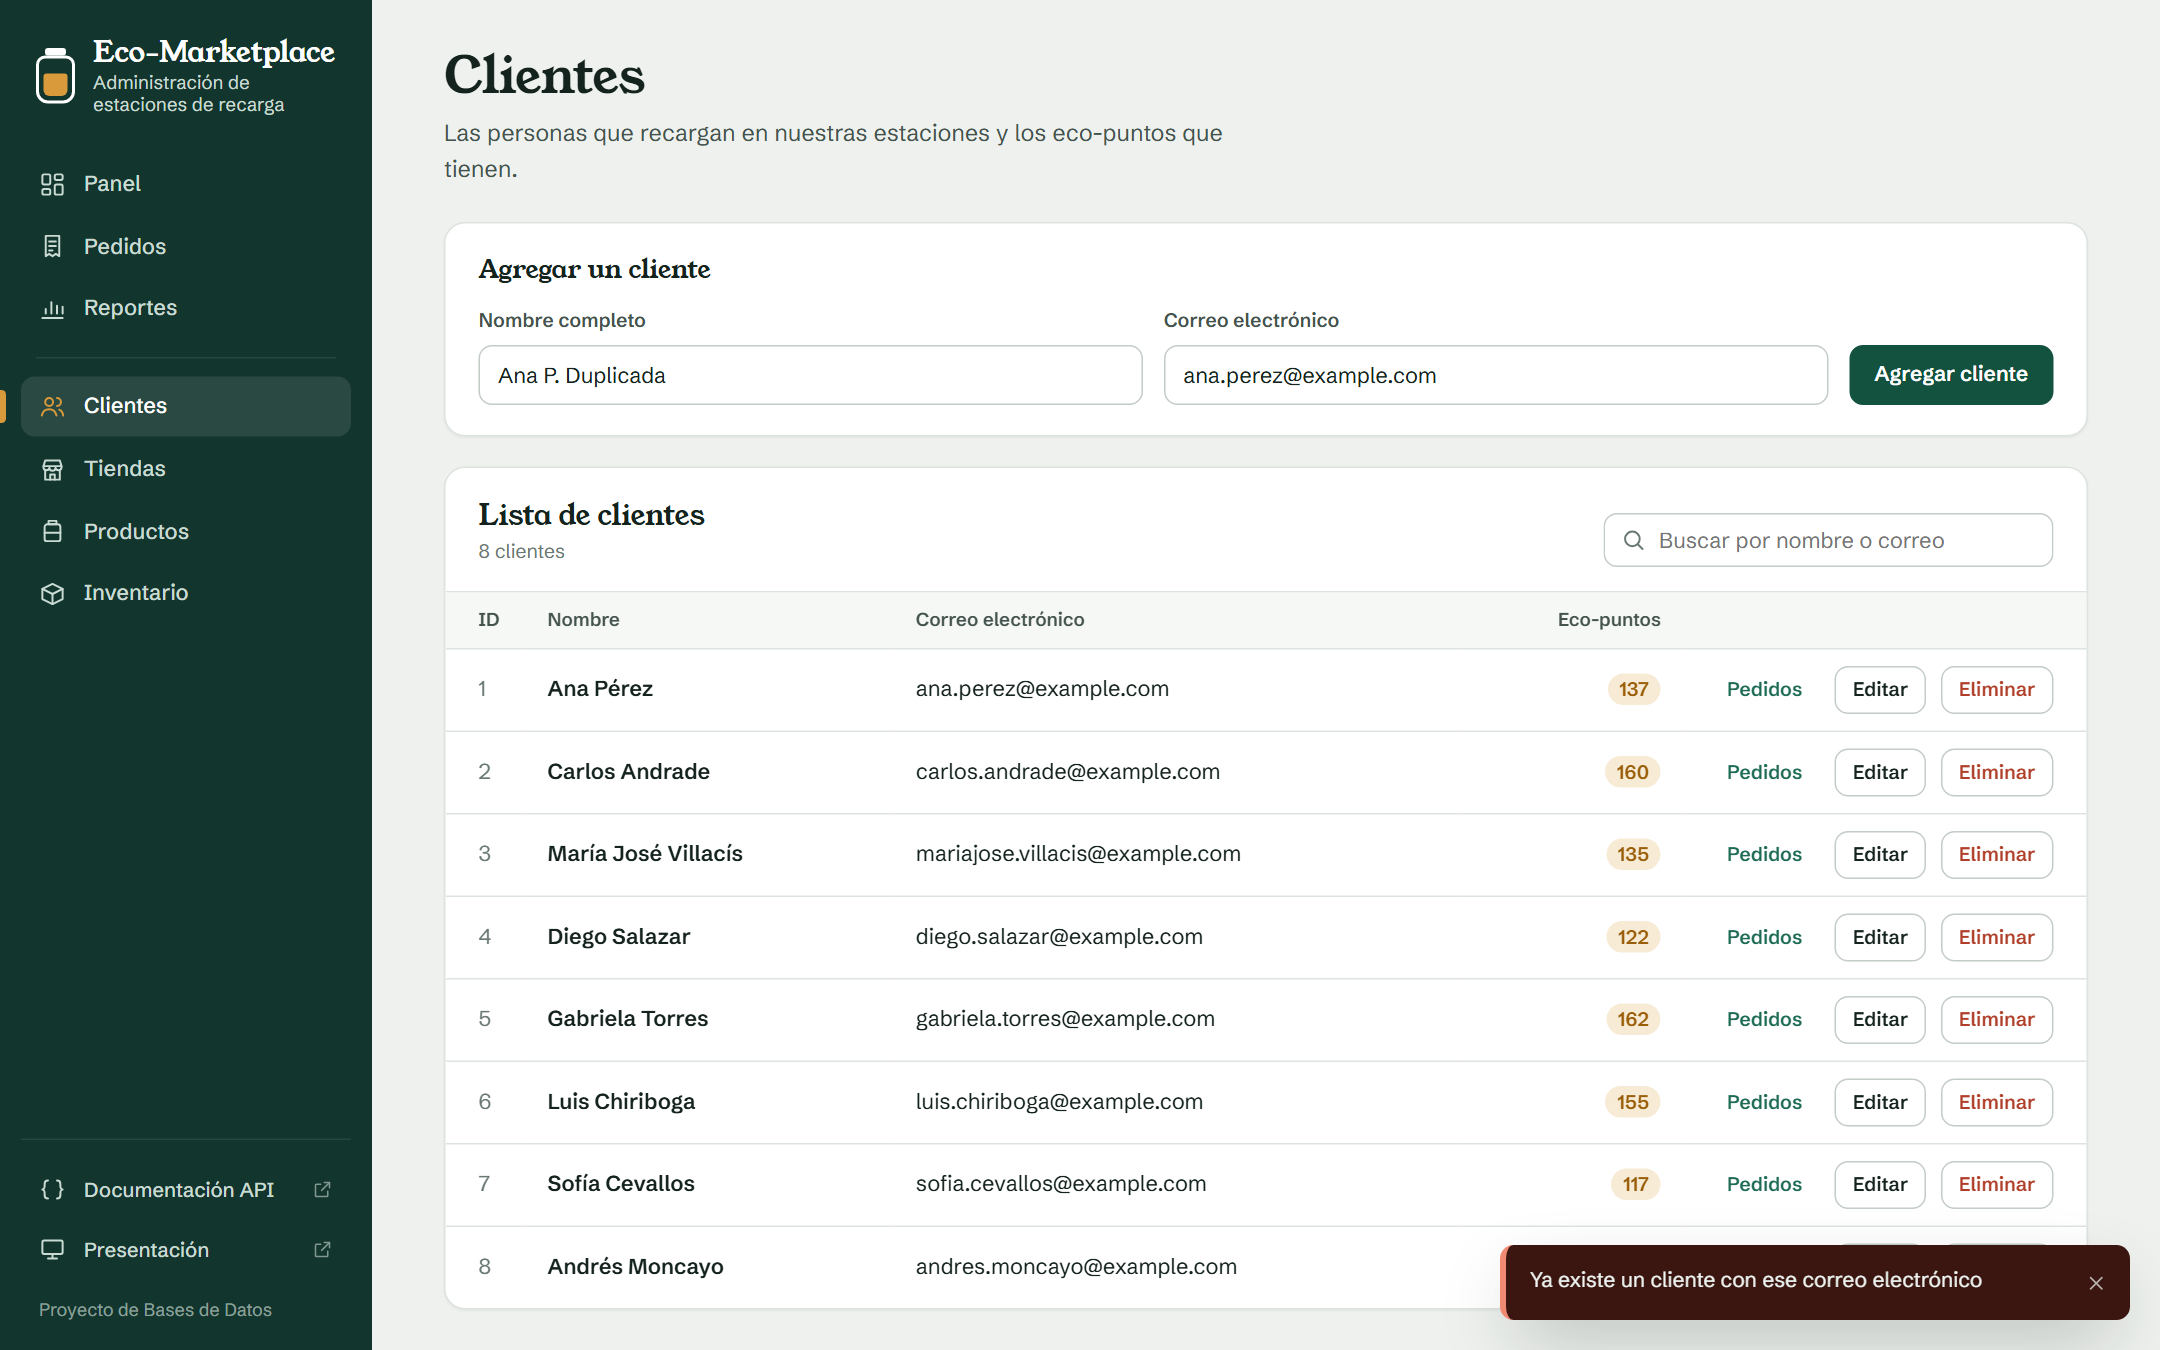 Eco-Marketplace
Administración de
estaciones de recarga
Panel
Pedidos
Reportes
Clientes
Tiendas
Productos
Inventario
Documentación API
Presentación
Proyecto de Bases de Datos
Clientes
Las personas que recargan en nuestras estaciones y los eco-puntos que
tienen.
Agregar un cliente
Nombre completo
Correo electrónico
Ana P. Duplicada
ana.perez@example.com
Agregar cliente
Lista de clientes
8 clientes
Buscar por nombre o correo
ID Nombre Correo electrónico Eco-puntos
1 Ana Pérez ana.perez@example.com 137 Pedidos Editar Eliminar
2 Carlos Andrade carlos.andrade@example.com 160 Pedidos Editar Eliminar
3 María José Villacís mariajose.villacis@example.com 135 Pedidos Editar Eliminar
4 Diego Salazar diego.salazar@example.com 122 Pedidos Editar Eliminar
5 Gabriela Torres gabriela.torres@example.com 162 Pedidos Editar Eliminar
6 Luis Chiriboga luis.chiriboga@example.com 155 Pedidos Editar Eliminar
7 Sofía Cevallos sofia.cevallos@example.com 117 Pedidos Editar Eliminar
8 Andrés Moncayo andres.moncayo@example.com
Ya existe un cliente con ese correo electrónico